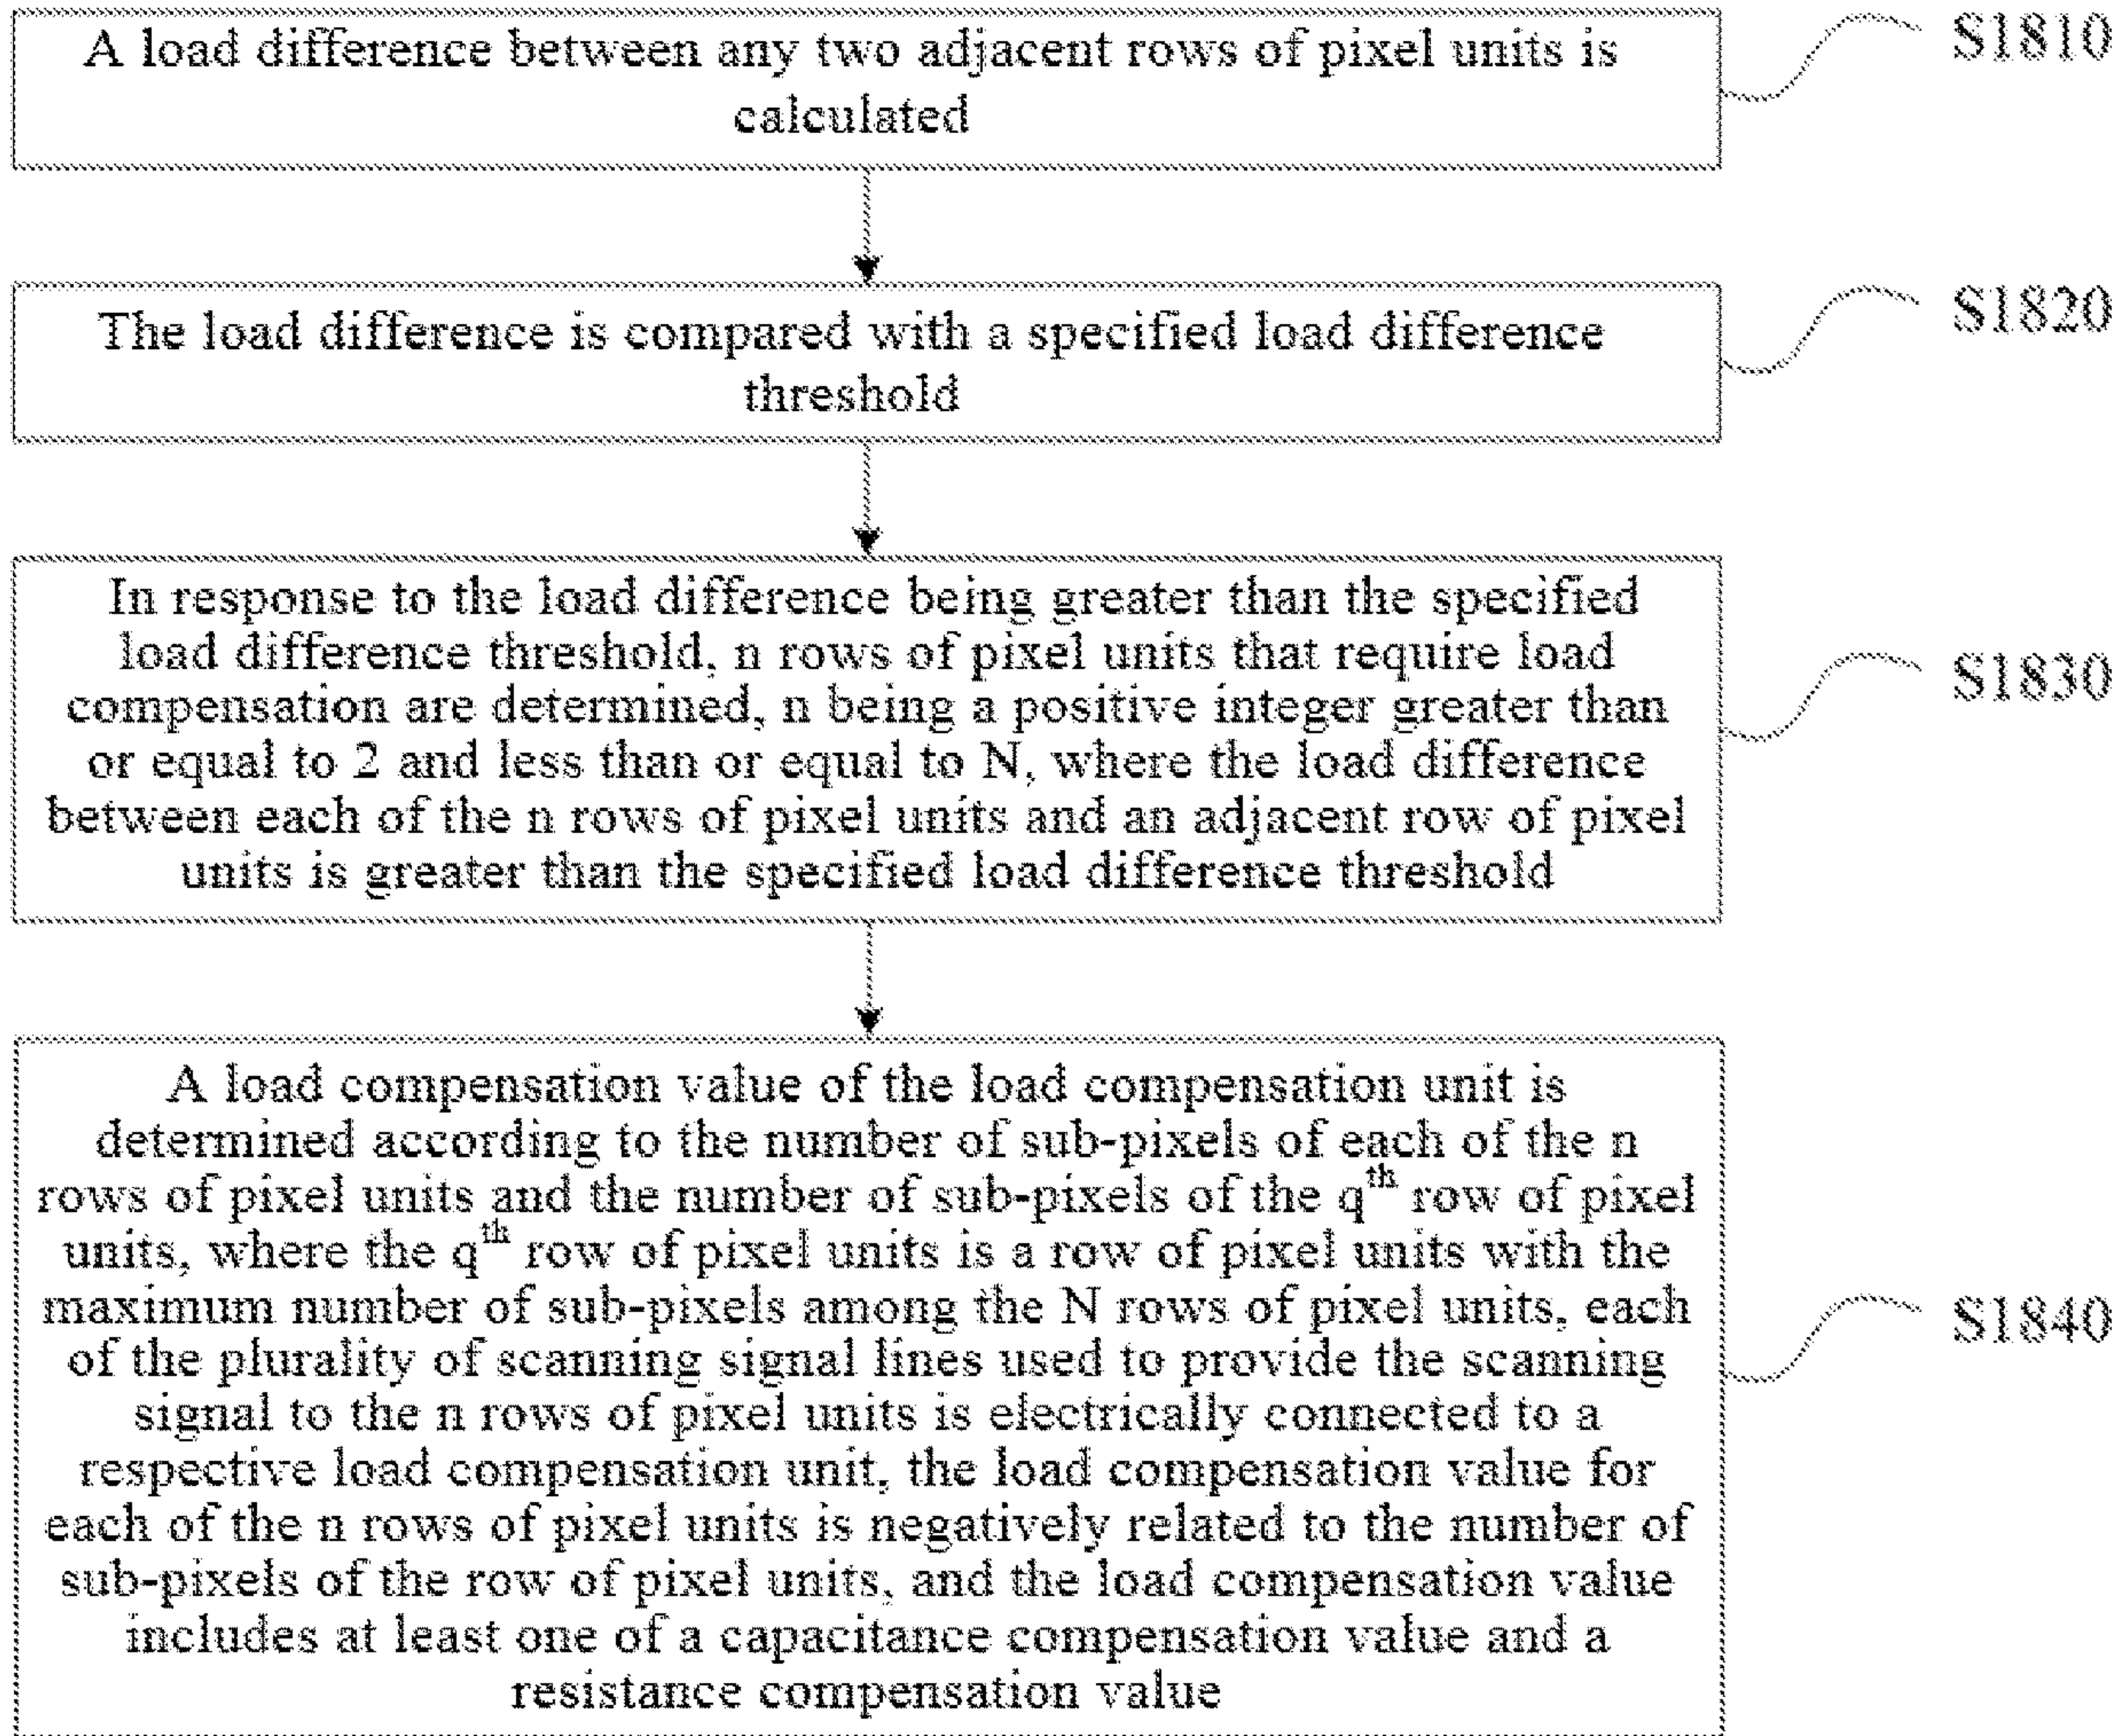 A load difference between any two adjacent rows of pixel units is
calculated
S1810
The load difference is compared with a specified load difference
threshold
S1820
In response to the load difference being greater than the specified
load difference threshold, n rows of pixel units that require load
compensation are determined, n being a positive integer greater than
or equal to 2 and less than or equal to N, where the load difference
between each of the n rows of pixel units and an adjacent row of pixel
units is greater than the specified load difference threshold
S1830
A load compensation value of the load compensation unit is
determined according to the number of sub-pixels of each of the n
rows of pixel units and the number of sub-pixels of the qth row of pixel
units, where the qth row of pixel units is a row of pixel units with the
maximum number of sub-pixels among the N rows of pixel units, each
of the plurality of scanning signal lines used to provide the scanning
signal to the n rows of pixel units is electrically connected to a
respective load compensation unit, the load compensation value for
each of the n rows of pixel units is negatively related to the number of
sub-pixels of the row of pixel units, and the load compensation value
includes at least one of a capacitance compensation value and a
resistance compensation value
S1840